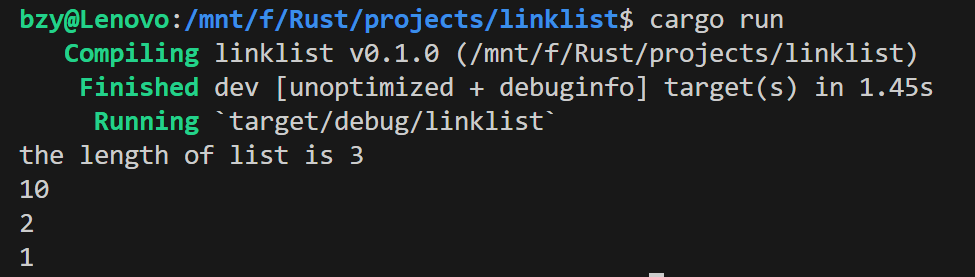 bzy@Lenovo:/mnt/f/Rust/projects/linklist$ cargo run
Compiling linklist v0.1.0 (/mnt/f/Rust/projects/linklist)
Finished dev [unoptimized + debuginfo] target(s) in 1.45s
Running `target/debug/linklist`
the length of list is 3
10
2
1